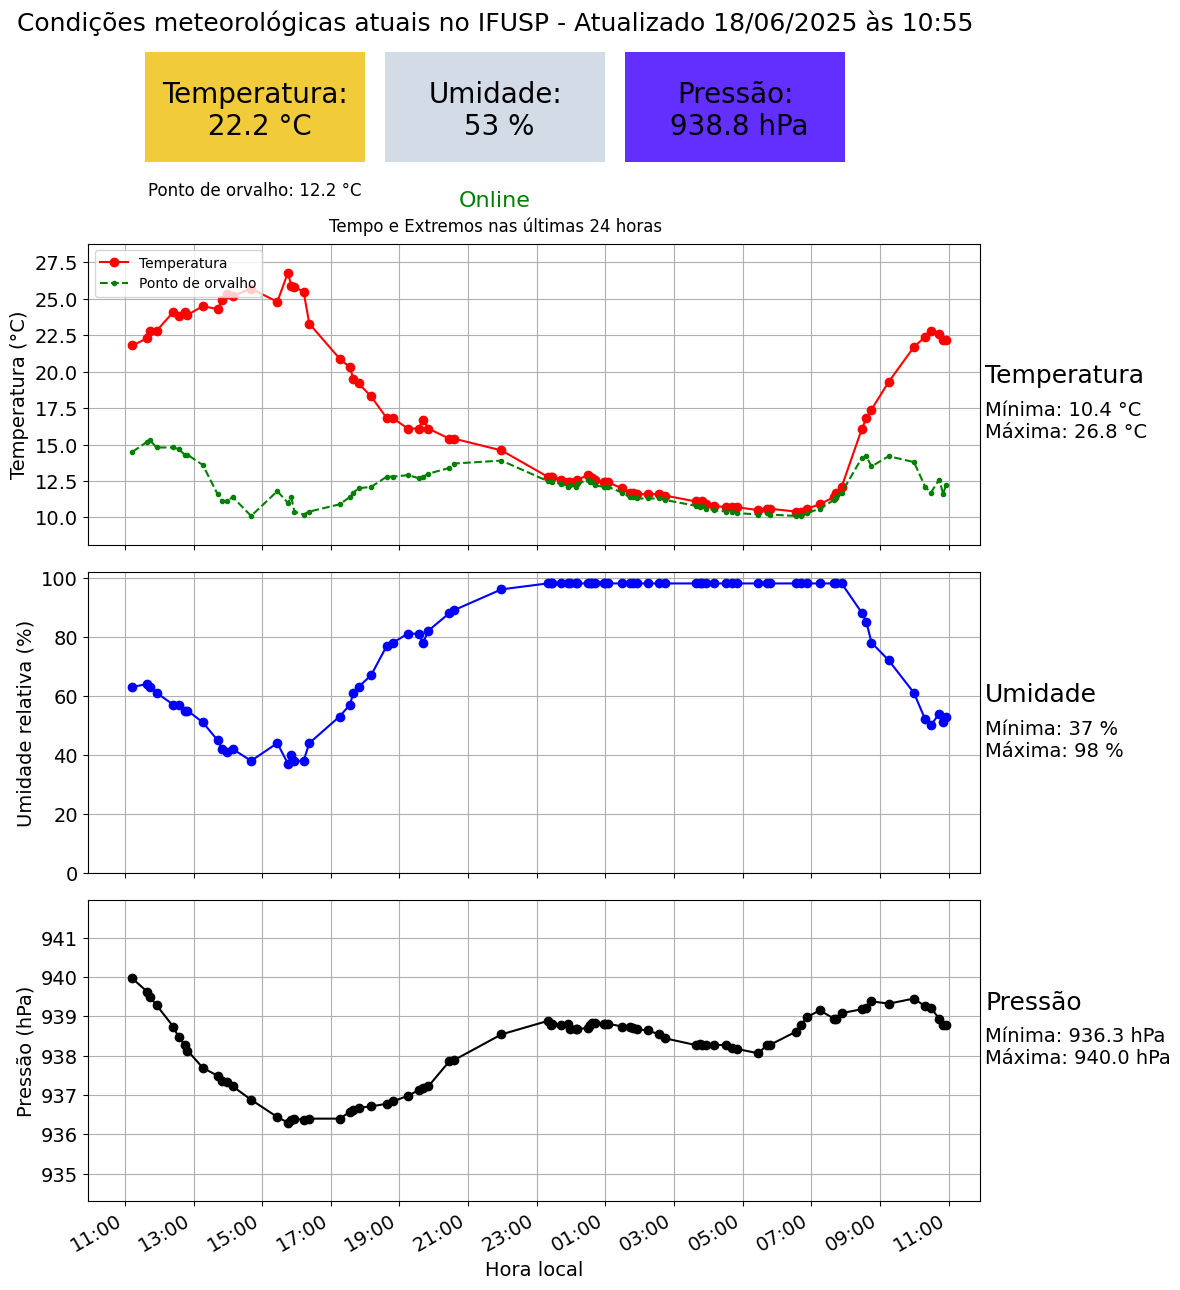 Condições meteorológicas atuais no IFUSP - Atualizado 18/06/2025 às 10:55
Temperatura:
22.2 °C
Umidade:
53 %
Pressão:
938.8 hPa
Ponto de orvalho: 12.2 °C
Online
Tempo e Extremos nas últimas 24 horas
Temperatura (°C)
27.5
25.0
22.5
20.0
17.5
15.0
12.5
10.0
Temperatura
Ponto de orvalho
Temperatura
Mínima: 10.4 °C
Máxima: 26.8 °C
Umidade relativa (%)
100
80
60
40
20
0
Umidade
Mínima: 37 %
Máxima: 98 %
Pressão (hPa)
941
940
939
938
937
936
935
Pressão
Mínima: 936.3 hPa
Máxima: 940.0 hPa
11:00 13:00 15:00 17:00 19:00 21:00 23:00 01:00 03:00 05:00 07:00 09:00 11:00
Hora local